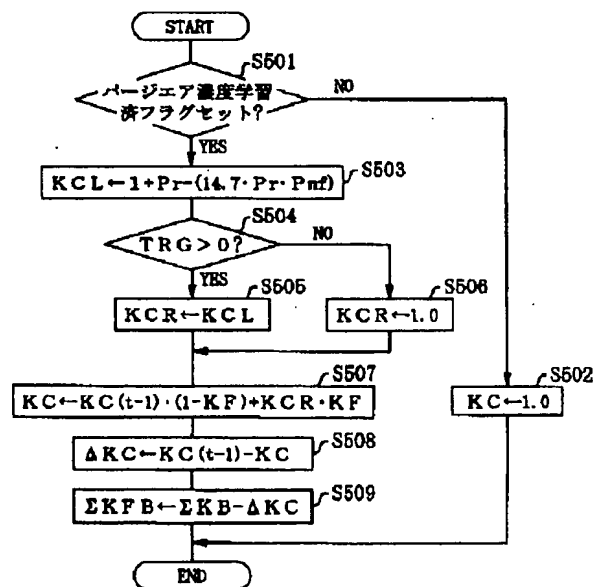 START
S501
パージエア濃度学習
済フラグセット?
NO
YES
KCL←1+Pr-(14.7・Pr・Pnf)
S503
S504
TRG>0?
NO
YES
S505
KCR←KCL
S506
KCR←1.0
S507
KC←KC(t-1)・(1-KF)+KCR・KF
S502
KC←1.0
S508
ΔKC←KC(t-1)-KC
S509
ΣKFB←ΣKB-ΔKC
END